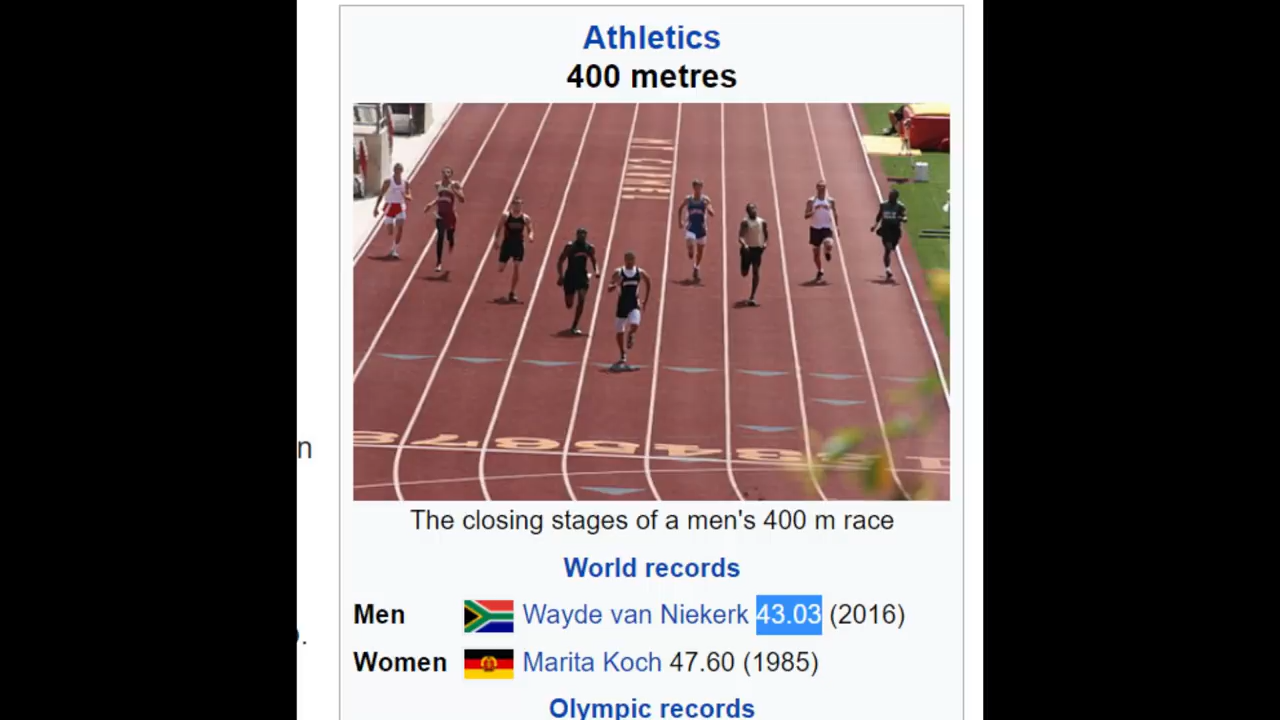 Athletics
400 metres
The closing stages of a men's 400 m race
n
World records
Men Wayde van Niekerk 43.03 (2016)
.
Women Marita Koch 47.60 (1985)
Olympic records